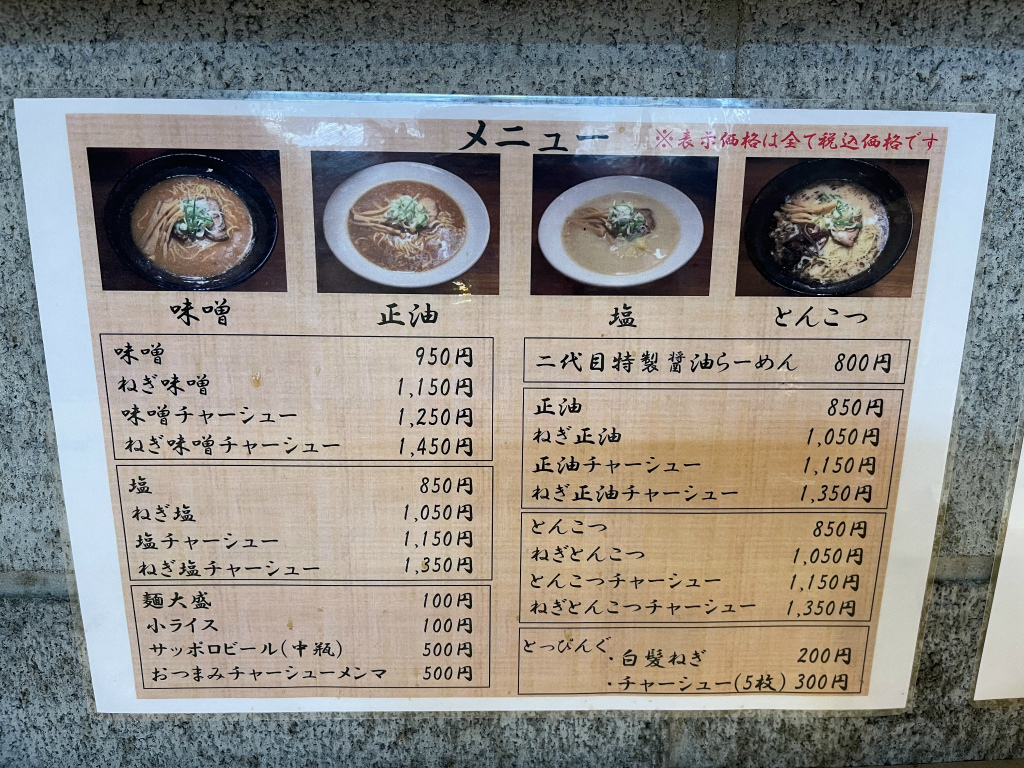 メニュー
※表示価格は全て税込価格です
味噌
正油
塩
とんこつ
味噌 950円
ねぎ味噌 1,150円
味噌チャーシュー 1,250円
ねぎ味噌チャーシュー 1,450円
塩 850円
ねぎ塩 1,050円
塩チャーシュー 1,150円
ねぎ塩チャーシュー 1,350円
麺大盛 100円
小ライス 100円
サッポロビール(中瓶) 500円
おつまみチャーシューメンマ 500円
二代目特製醤油らーめん 800円
正油 850円
ねぎ正油 1,050円
正油チャーシュー 1,150円
ねぎ正油チャーシュー 1,350円
とんこつ 850円
ねぎとんこつ 1,050円
とんこつチャーシュー 1,150円
ねぎとんこつチャーシュー 1,350円
とっぴんぐ
・白髪ねぎ 200円
・チャーシュー(5枚) 300円